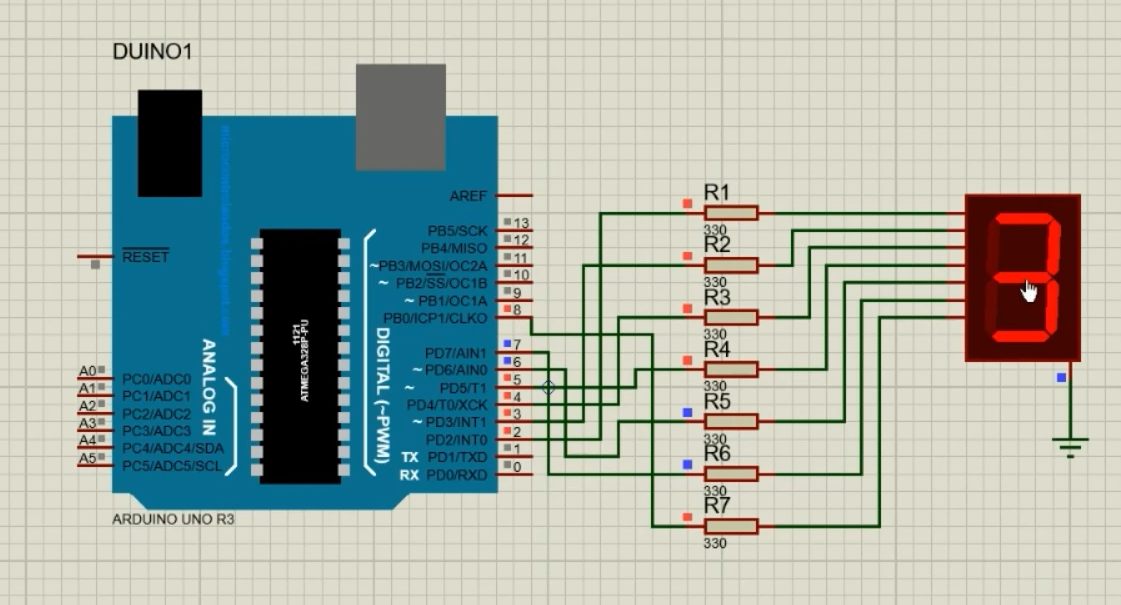 DUINO1
microcontrolandos.blogspot.com
AREF
RESET
PB5/SCK 13
PB4/MISO 12
~PB3/MOSI/OC2A 11
~ PB2/SS/OC1B 10
~ PB1/OC1A 9
PB0/ICP1/CLKO 8
PD7/AIN1 7
~ PD6/AIN0 6
~ PD5/T1 5
PD4/T0/XCK 4
~ PD3/INT1 3
PD2/INT0 2
TX PD1/TXD 1
RX PD0/RXD 0
DIGITAL (~PWM)
1121
ATMEGA328P-PU
ANALOG IN
A0 PC0/ADC0
A1 PC1/ADC1
A2 PC2/ADC2
A3 PC3/ADC3
A4 PC4/ADC4/SDA
A5 PC5/ADC5/SCL
ARDUINO UNO R3
R1
330
R2
330
R3
330
R4
330
R5
330
R6
330
R7
330